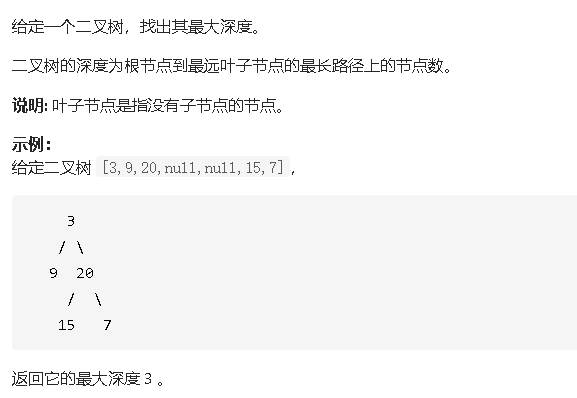 给定一个二叉树，找出其最大深度。
二叉树的深度为根节点到最远叶子节点的最长路径上的节点数。
说明: 叶子节点是指没有子节点的节点。
示例：
给定二叉树 [3,9,20,null,null,15,7]，
3
/ \
9 20
/ \
15 7
返回它的最大深度 3 。